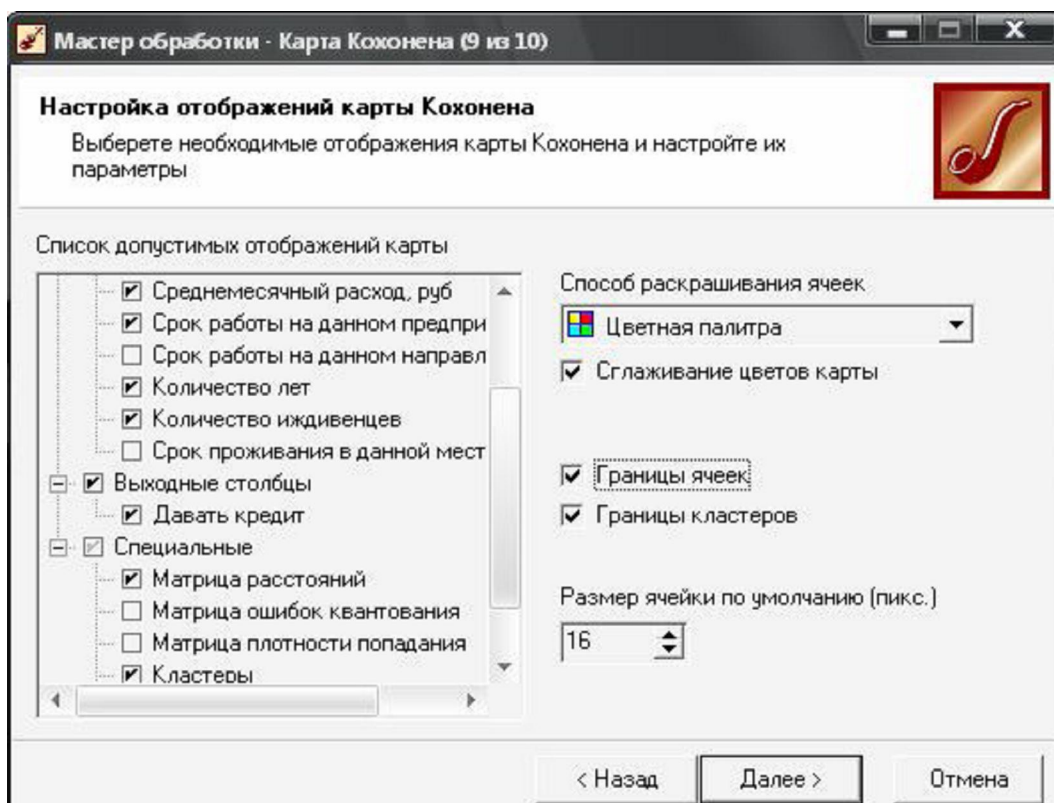 Мастер обработки - Карта Кохонена (9 из 10)
Настройка отображений карты Кохонена
Выберете необходимые отображения карты Кохонена и настройте их
параметры
Список допустимых отображений карты
Среднемесячный расход, руб
Срок работы на данном предпри
Срок работы на данном направл
Количество лет
Количество иждивенцев
Срок проживания в данной мест
Выходные столбцы
Давать кредит
Специальные
Матрица расстояний
Матрица ошибок квантования
Матрица плотности попадания
Кластеры
Способ раскрашивания ячеек
Цветная палитра
Сглаживание цветов карты
Границы ячеек
Границы кластеров
Размер ячейки по умолчанию (пикс.)
16
< Назад
Далее >
Отмена